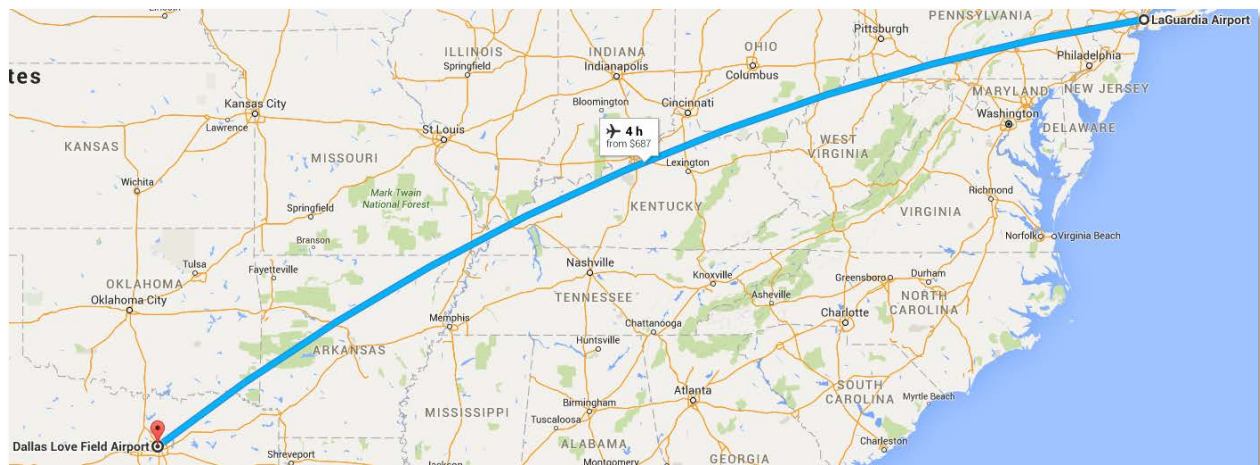 Lincoln
PENNSYLVANIA
LaGuardia Airport
Pittsburgh
OHIO
ILLINOIS
INDIANA
Philadelphia
Springfield
Indianapolis
Columbus
tes
MARYLAND
NEW JERSEY
Kansas City
Bloomington
Cincinnati
Washington
Lawrence
St Louis
4 h
from $687
DELAWARE
KANSAS
WEST
VIRGINIA
MISSOURI
Lexington
Wichita
Mark Twain
National Forest
Richmond
KENTUCKY
Springfield
VIRGINIA
Branson
Norfolk
Virginia Beach
Tulsa
Fayetteville
Nashville
Knoxville
Greensboro
Durham
OKLAHOMA
Oklahoma City
TENNESSEE
Asheville
NORTH
CAROLINA
Memphis
Chattanooga
Charlotte
ARKANSAS
Huntsville
Atlanta
SOUTH
CAROLINA
Myrtle Beach
Birmingham
MISSISSIPPI
Tuscaloosa
Dallas Love Field Airport
ALABAMA
Charleston
Shreveport
Jackson
Montgomery
GEORGIA